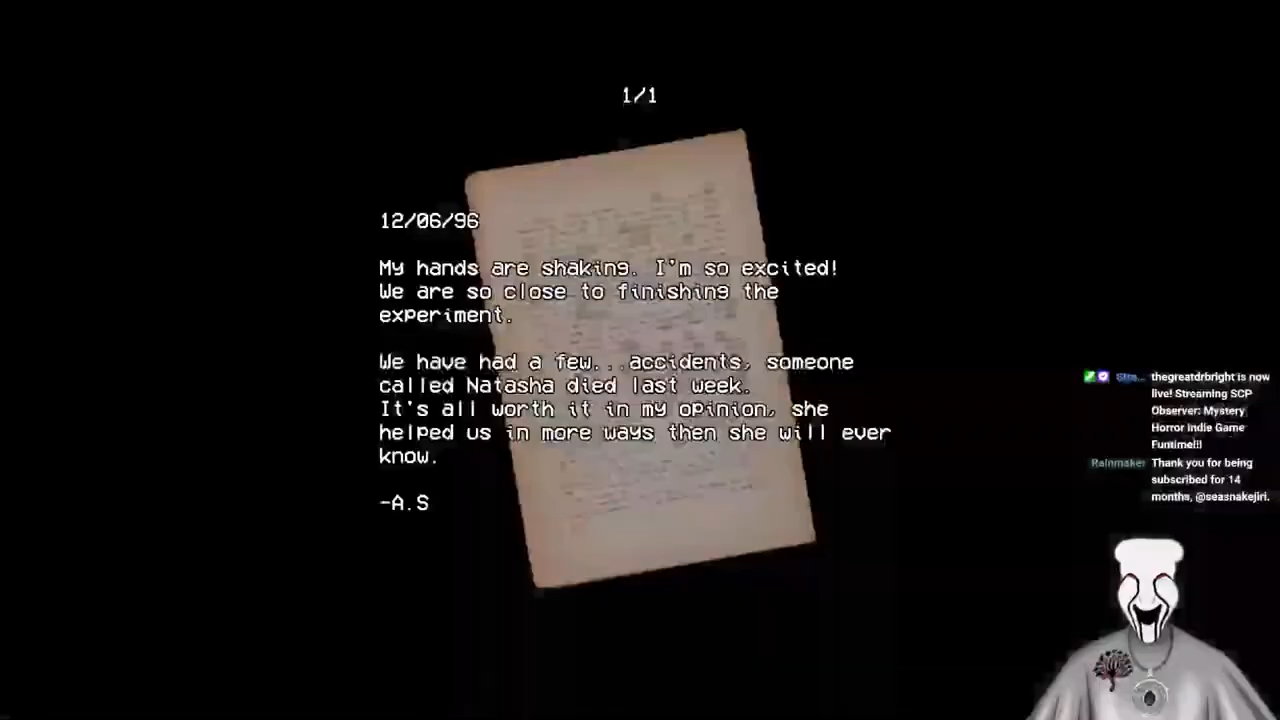 1/1
12/06/96
My hands are shaking. I'm so excited!
We are so close to finishing the
experiment.
We have had a few...accidents, someone
called Natasha died last week.
It's all worth it in my opinion, she
helped us in more ways then she will ever
know.
-A.S
thegreatdrbright is now
live! Streaming SCP
Observer: Mystery
Horror Indie Game
Funtime!!!
Rainmaker Thank you for being
subscribed for 14
months, @seasnakejiri.